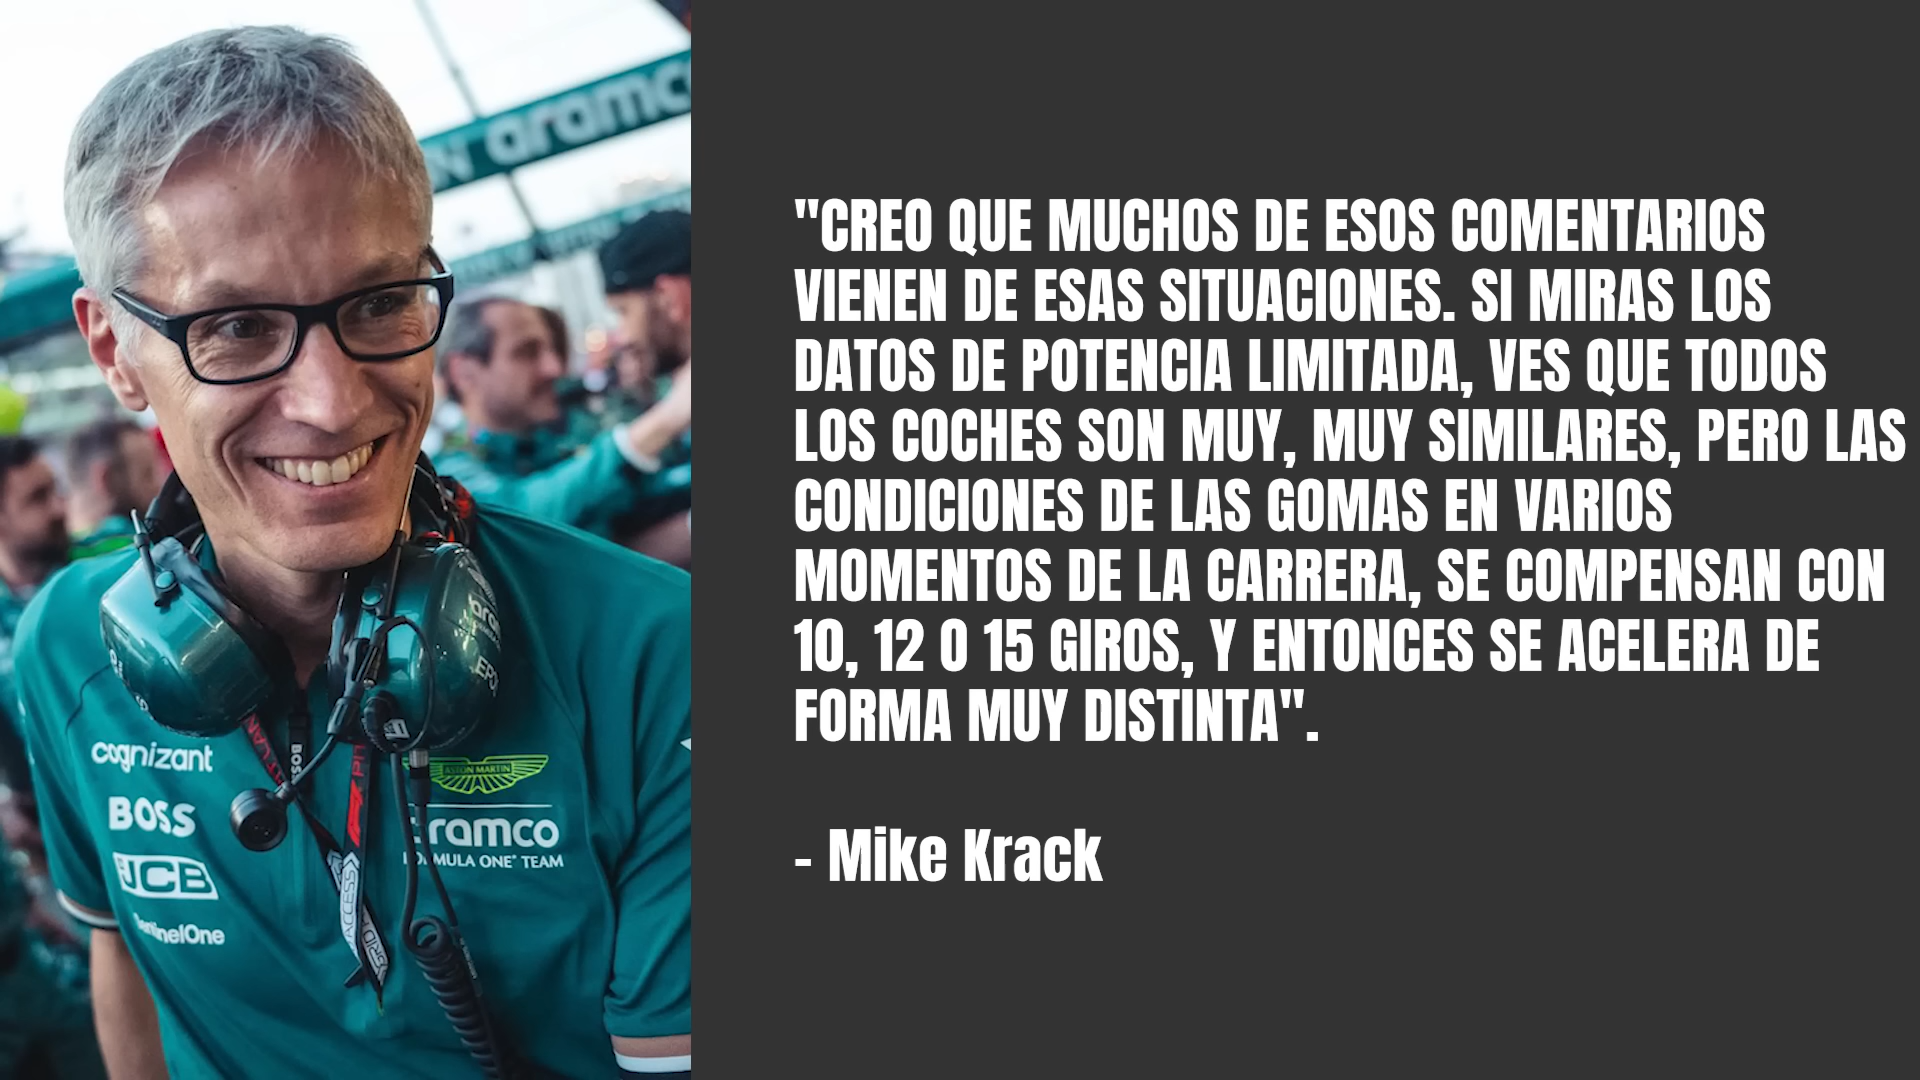 aramco
"CREO QUE MUCHOS DE ESOS COMENTARIOS
VIENEN DE ESAS SITUACIONES. SI MIRAS LOS
DATOS DE POTENCIA LIMITADA, VES QUE TODOS
LOS COCHES SON MUY, MUY SIMILARES, PERO LAS
CONDICIONES DE LAS GOMAS EN VARIOS
MOMENTOS DE LA CARRERA, SE COMPENSAN CON
10, 12 O 15 GIROS, Y ENTONCES SE ACELERA DE
FORMA MUY DISTINTA".
- Mike Krack
cognizant
BOSS
JCB
SentinelOne
ASTON MARTIN
aramco
FORMULA ONE TEAM
BOSS
ACCESS